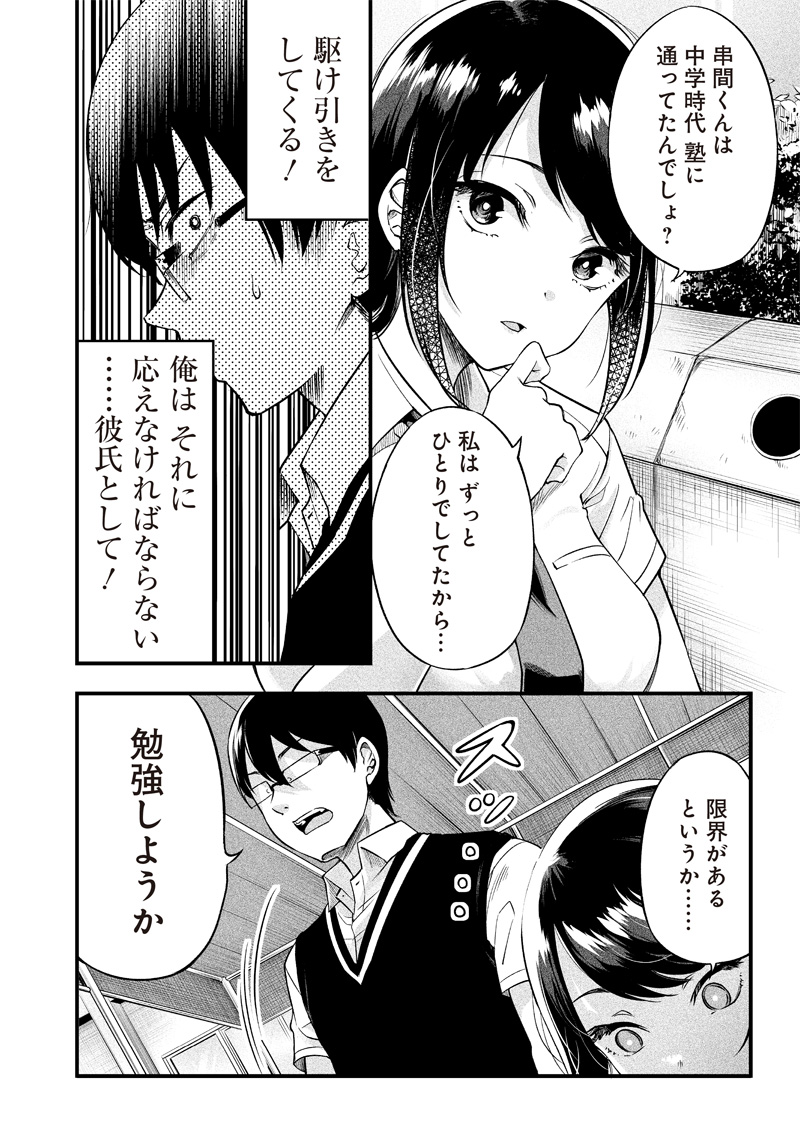 串間くんは
中学時代 塾に
通ってたんでしょ？
私は ずっと
ひとりでしてたから…
駆け引きを
してくる！
俺は それに
応えなければならない
……彼氏として！
限界がある
というか……
スッ…
勉強しようか